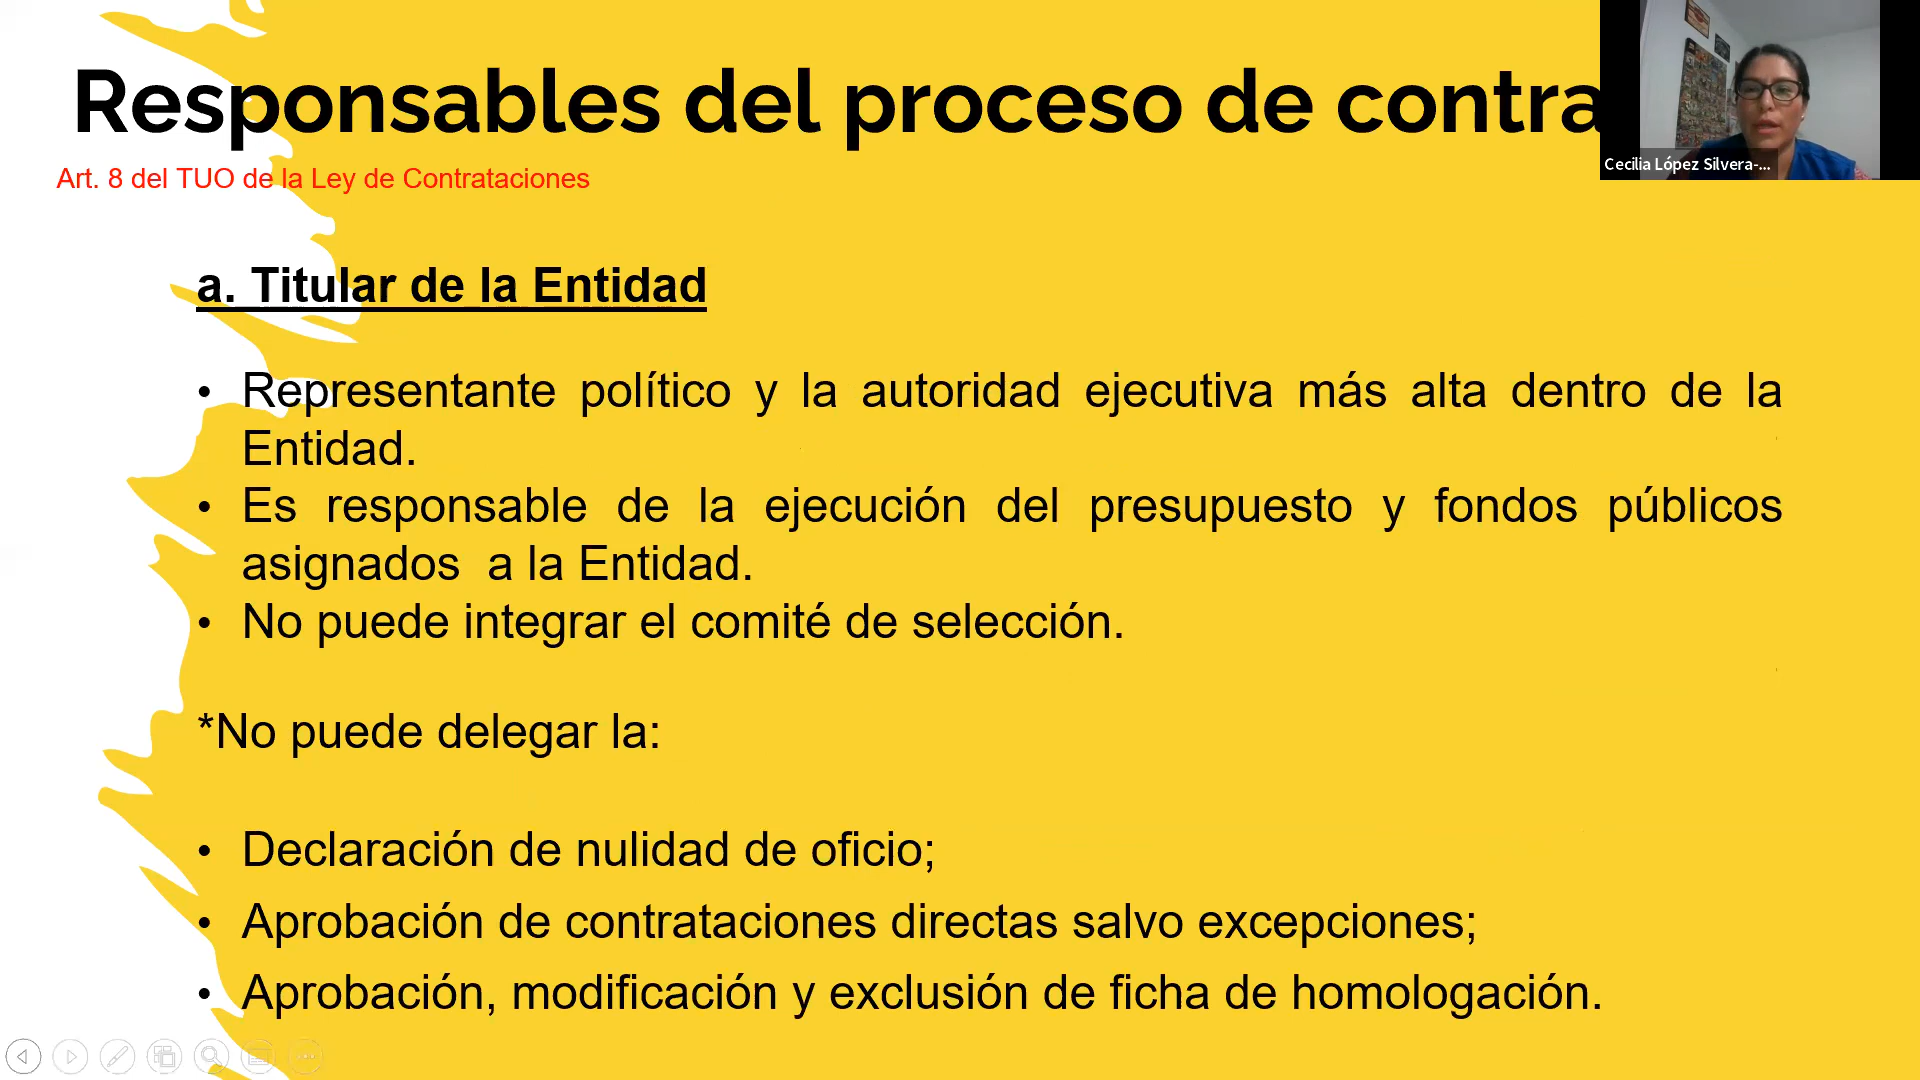 Responsables del proceso de contra
Cecilia López Silvera-...
Art. 8 del TUO de la Ley de Contrataciones
a. Titular de la Entidad
• Representante político y la autoridad ejecutiva más alta dentro de la
Entidad.
• Es responsable de la ejecución del presupuesto y fondos públicos
asignados a la Entidad.
• No puede integrar el comité de selección.
*No puede delegar la:
• Declaración de nulidad de oficio;
• Aprobación de contrataciones directas salvo excepciones;
• Aprobación, modificación y exclusión de ficha de homologación.